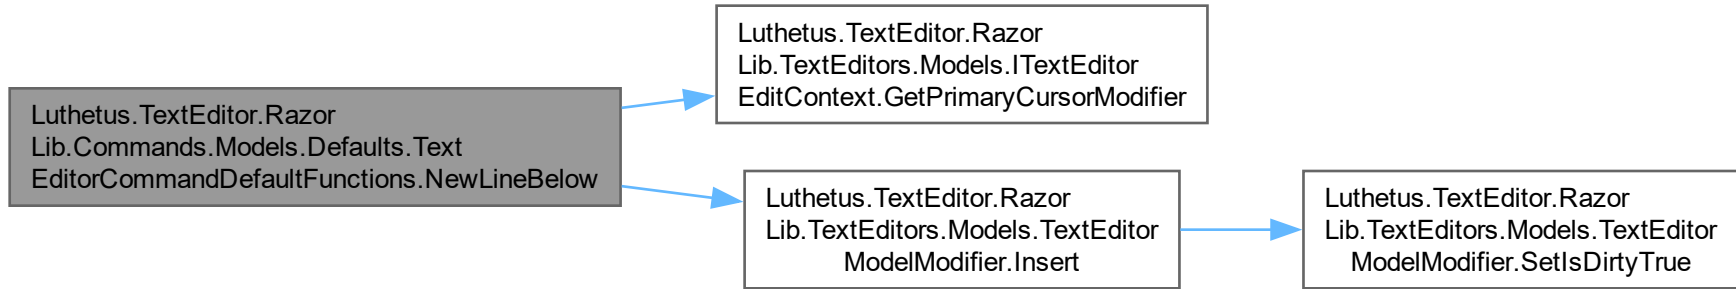 Luthetus.TextEditor.Razor
Lib.Commands.Models.Defaults.Text
EditorCommandDefaultFunctions.NewLineBelow
Luthetus.TextEditor.Razor
Lib.TextEditors.Models.ITextEditor
EditContext.GetPrimaryCursorModifier
Luthetus.TextEditor.Razor
Lib.TextEditors.Models.TextEditor
ModelModifier.Insert
Luthetus.TextEditor.Razor
Lib.TextEditors.Models.TextEditor
ModelModifier.SetIsDirtyTrue